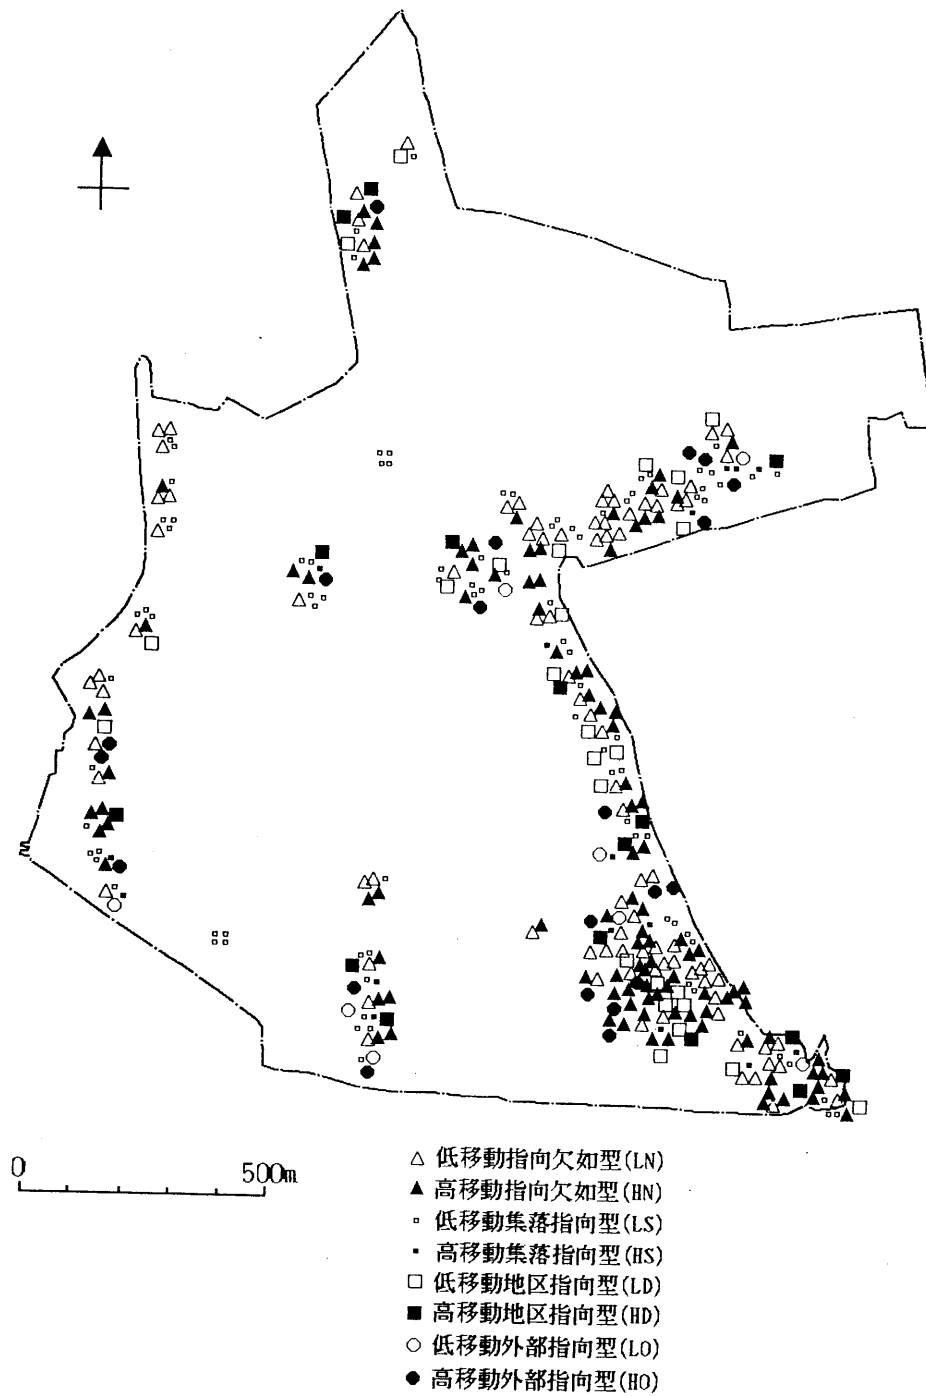 0 500m
△ 低移動指向欠如型(LN)
▲ 高移動指向欠如型(HN)
▫ 低移動集落指向型(LS)
▪ 高移動集落指向型(HS)
□ 低移動地区指向型(LD)
■ 高移動地区指向型(HD)
○ 低移動外部指向型(LO)
● 高移動外部指向型(HO)